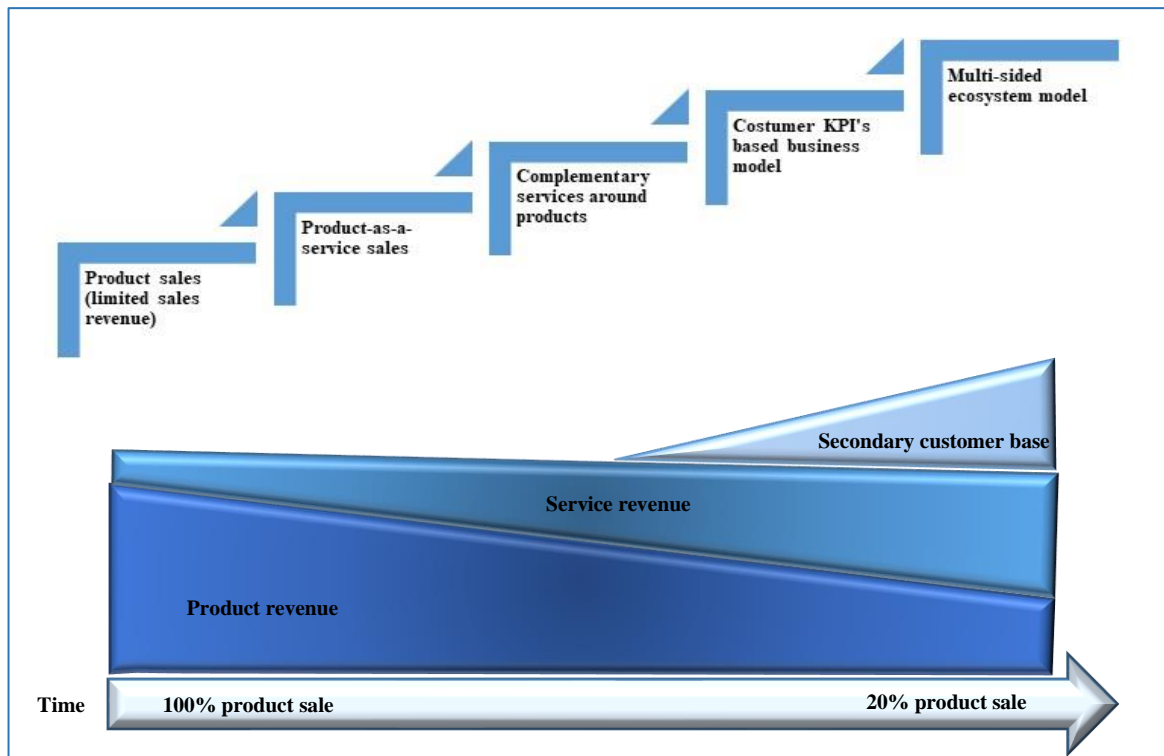 Multi-sided
ecosystem model
Costumer KPI's
based business
model
Complementary
services around
products
Product-as-a-
service sales
Product sales
(limited sales
revenue)
Secondary customer base
Service revenue
Product revenue
Time
100% product sale
20% product sale